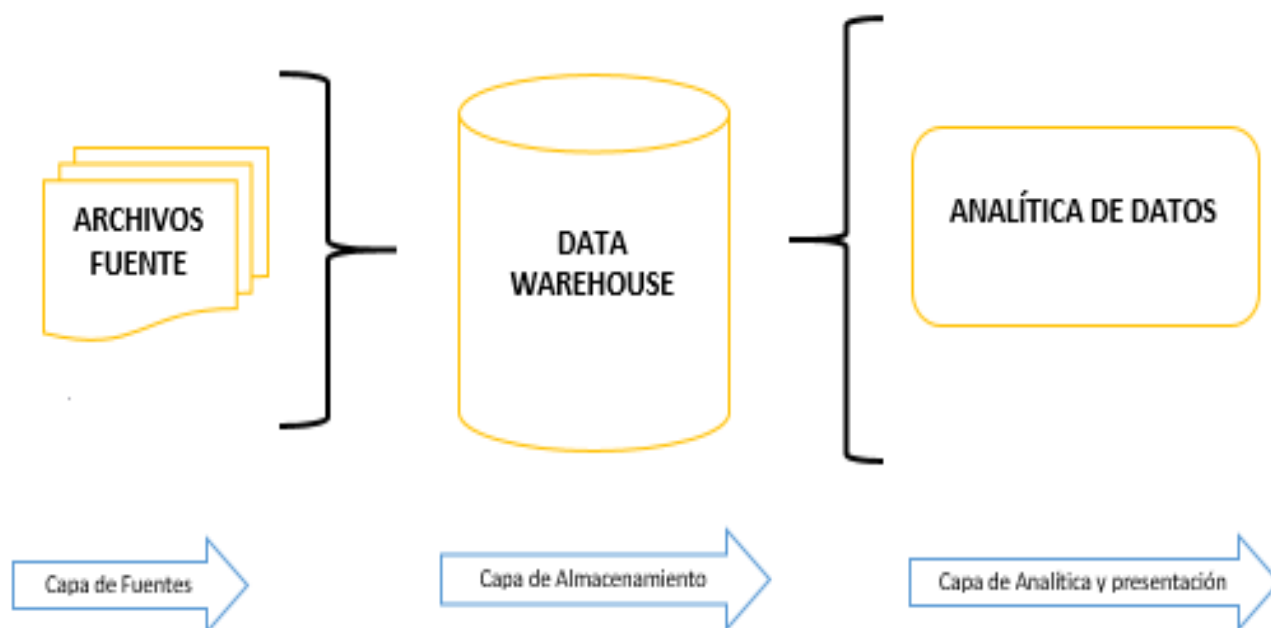 ARCHIVOS
FUENTE
DATA
WAREHOUSE
ANALÍTICA DE DATOS
Capa de Fuentes
Capa de Almacenamiento
Capa de Analítica y presentación